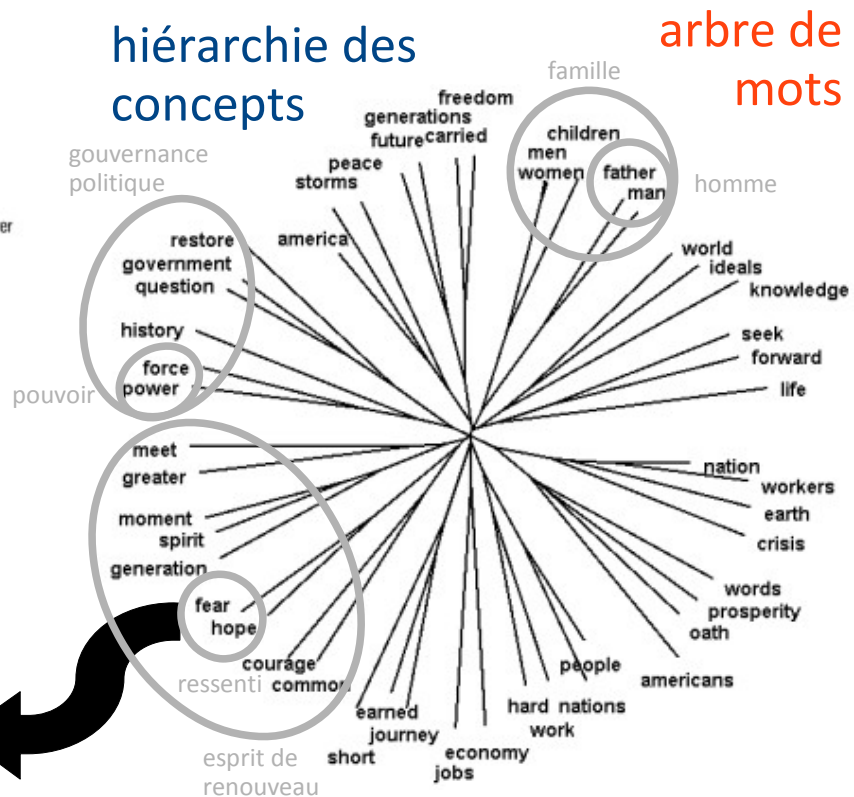 hiérarchie des
concepts
arbre de
mots
famille
gouvernance
politique
homme
pouvoir
ressenti
esprit de
renouveau
er
freedom
generations
future
carried
peace
storms
america
children
men
women
father
man
restore
government
question
history
force
power
world
ideals
knowledge
seek
forward
life
meet
greater
moment
spirit
generation
fear
hope
courage
common
nation
workers
earth
crisis
words
prosperity
oath
americans
people
hard
nations
work
earned
journey
short
economy
jobs